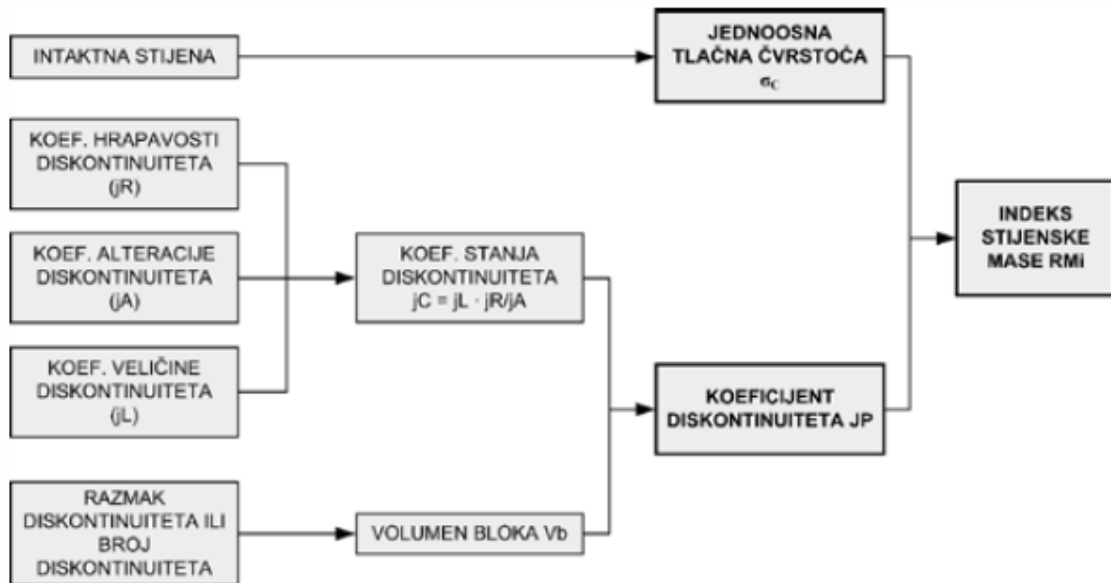 INTAKTNA STIJENA
JEDNOOSNA
TLAČNA ČVRSTOĆA
σC
KOEF. HRAPAVOSTI
DISKONTINUITETA
(jR)
KOEF. ALTERACIJE
DISKONTINUITETA
(jA)
KOEF. VELIČINE
DISKONTINUITETA
(jL)
KOEF. STANJA
DISKONTINUITETA
jC = jL · jR/jA
RAZMAK
DISKONTINUITETA ILI
BROJ
DISKONTINUITETA
VOLUMEN BLOKA Vb
KOEFICIJENT
DISKONTINUITETA JP
INDEKS
STIJENSKE
MASE RMi